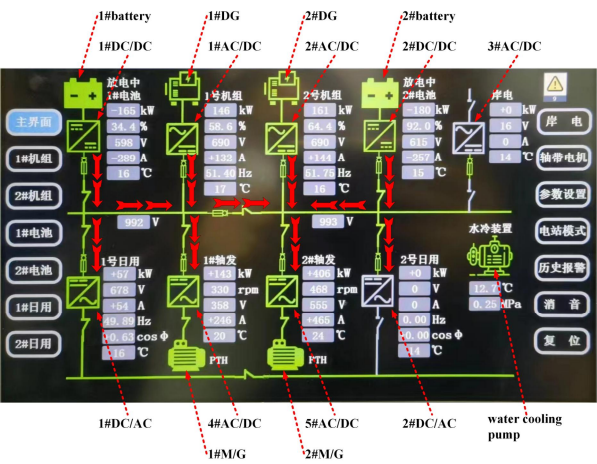 1#battery
1#DG
2#DG
2#battery
1#DC/DC
1#AC/DC
2#AC/DC
2#DC/DC
3#AC/DC
放电中
1#电池
1号机组
2号机组
放电中
2#电池
岸电
-165 kW
146 kW
161 kW
-180 kW
+0 kW
34.4 %
58.6 %
64.4 %
92.0 %
16 V
598 V
690 V
690 V
615 V
0 A
-289 A
+132 A
+144 A
-257 A
14 ℃
16 ℃
51.40 Hz
51.75 Hz
15 ℃
17 ℃
16 ℃
主界面
1#机组
2#机组
1#电池
2#电池
1#日用
2#日用
岸 电
轴带电机
参数设置
电站模式
历史报警
消 音
复 位
992 V
993 V
水冷装置
12.7 ℃
0.25 MPa
1号日用
1#轴发
2#轴发
2号日用
+57 kW
+143 kW
+406 kW
+0 kW
678 V
330 rpm
468 rpm
0 V
+54 A
358 V
555 V
0 A
49.89 Hz
+246 A
+465 A
0.00 Hz
+0.63 cosΦ
20 ℃
24 ℃
+0.00 cosΦ
16 ℃
PTH
PTH
14 ℃
1#DC/AC
4#AC/DC
5#AC/DC
2#DC/AC
water cooling
pump
1#M/G
2#M/G